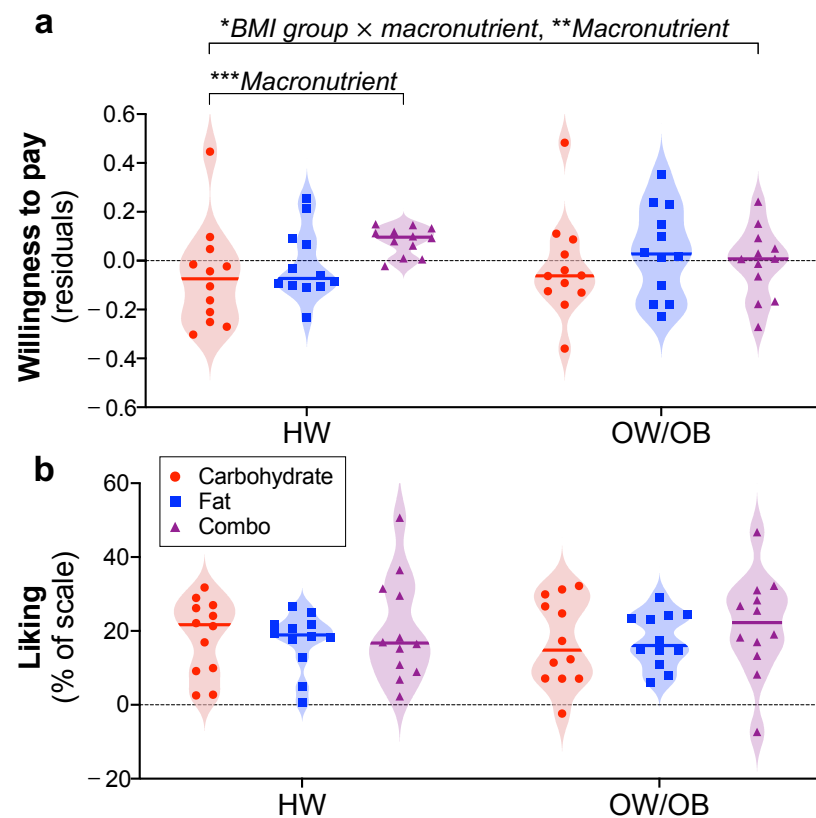 a
*BMI group × macronutrient, **Macronutrient
***Macronutrient
Willingness to pay
(residuals)
0.6
0.4
0.2
0.0
−0.2
−0.4
−0.6
HW
OW/OB
b
Carbohydrate
Fat
Combo
Liking
(% of scale)
60
40
20
0
−20
HW
OW/OB